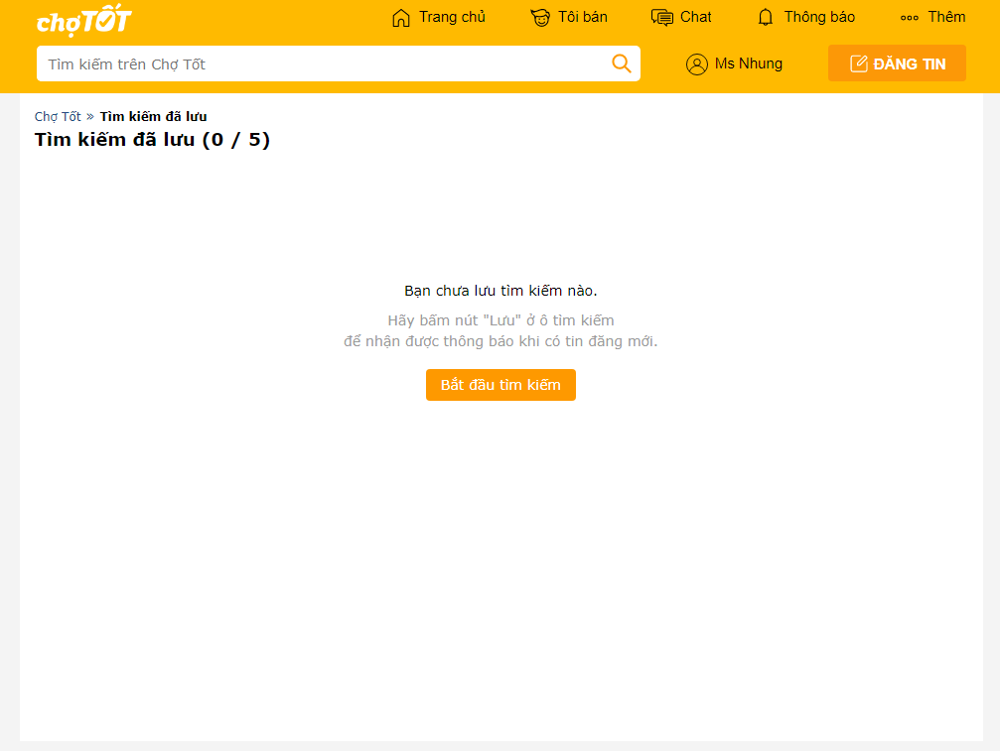 chợTỐT
Trang chủ
Tôi bán
Chat
Thông báo
Thêm
Tìm kiếm trên Chợ Tốt
Ms Nhung
ĐĂNG TIN
Chợ Tốt » Tìm kiếm đã lưu
Tìm kiếm đã lưu (0 / 5)
Bạn chưa lưu tìm kiếm nào.
Hãy bấm nút "Lưu" ở ô tìm kiếm
để nhận được thông báo khi có tin đăng mới.
Bắt đầu tìm kiếm